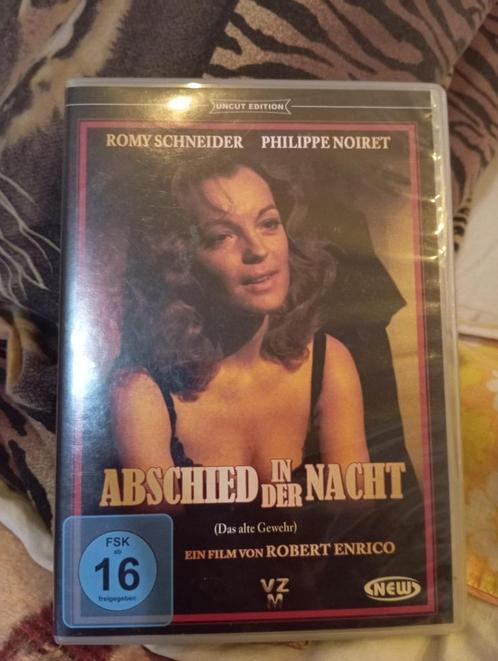 UNCUT EDITION
ROMY SCHNEIDER PHILIPPE NOIRET
ABSCHIED IN DER NACHT
(Das alte Gewehr)
EIN FILM VON ROBERT ENRICO
FSK
ab
16
freigegeben
VZ
M
NEW